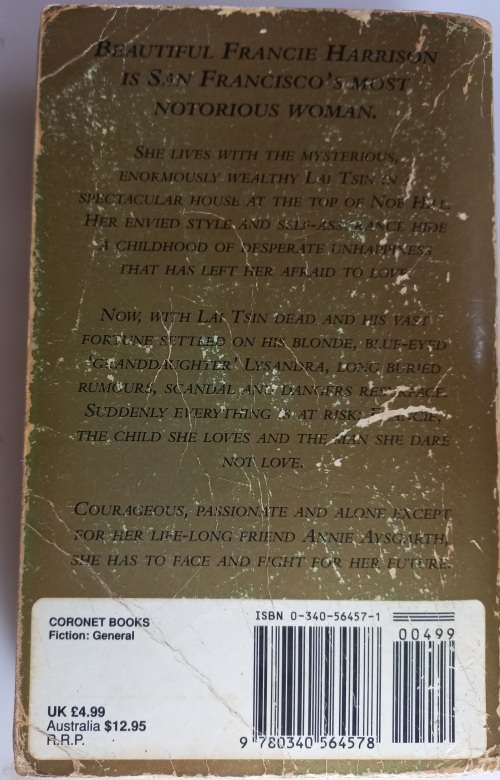 BEAUTIFUL FRANCIE HARRISON
IS SAN FRANCISCO'S MOST
NOTORIOUS WOMAN.
SHE LIVES WITH THE MYSTERIOUS,
ENORMOUSLY WEALTHY LAI TSIN IN A
SPECTACULAR HOUSE AT THE TOP OF NOB HILL.
HER ENVIED STYLE AND SELF-ASSURANCE HIDE
A CHILDHOOD OF DESPERATE UNHAPPINESS
THAT HAS LEFT HER AFRAID TO LOVE.
NOW, WITH LAI TSIN DEAD AND HIS VAST
FORTUNE SETTLED ON HIS BLONDE, BLUE-EYED
'GRANDDAUGHTER' LYSANDRA, LONG BURIED
RUMOURS, SCANDAL AND DANGERS RESURFACE.
SUDDENLY EVERYTHING IS AT RISK: FRANCIE,
THE CHILD SHE LOVES AND THE MAN SHE DARE
NOT LOVE.
COURAGEOUS, PASSIONATE AND ALONE EXCEPT
FOR HER LIFE-LONG FRIEND ANNIE AYSGARTH,
SHE HAS TO FACE AND FIGHT FOR HER FUTURE.
CORONET BOOKS
Fiction: General
UK £4.99
Australia $12.95
R.R.P.
ISBN 0-340-56457-1
00499
9 780340 564578